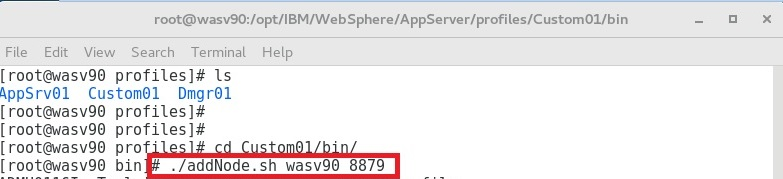 root@wasv90:/opt/IBM/WebSphere/AppServer/profiles/Custom01/bin
File Edit View Search Terminal Help
[root@wasv90 profiles]# ls
AppSrv01 Custom01 Dmgr01
[root@wasv90 profiles]#
[root@wasv90 profiles]#
[root@wasv90 profiles]# cd Custom01/bin/
[root@wasv90 bin]# ./addNode.sh wasv90 8879